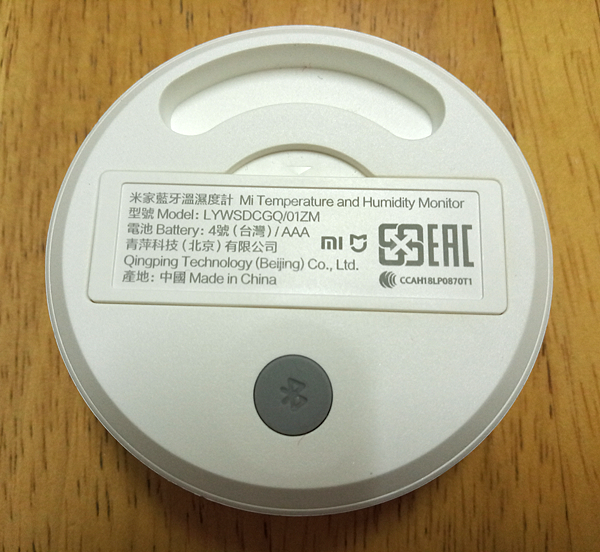 米家藍牙溫濕度計 Mi Temperature and Humidity Monitor
型號 Model: LYWSDCGQ/01ZM
電池 Battery: 4號 (台灣) / AAA
青萍科技 (北京) 有限公司
Qingping Technology (Beijing) Co., Ltd.
產地: 中國 Made in China
mi
EAC
CCAH18LP0870T1